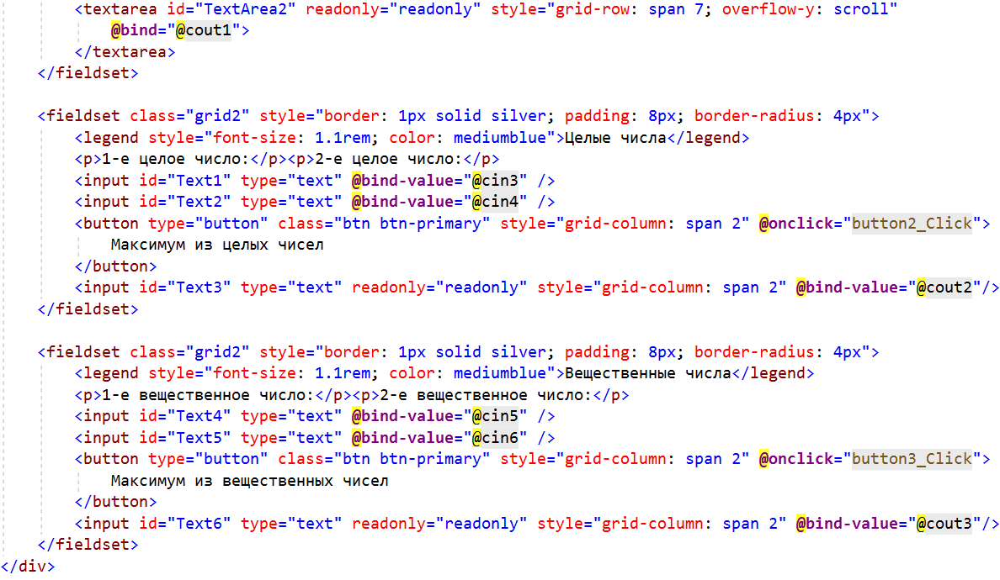 <textarea id="TextArea2" readonly="readonly" style="grid-row: span 7; overflow-y: scroll"
@bind="@cout1">
</textarea>
</fieldset>
<fieldset class="grid2" style="border: 1px solid silver; padding: 8px; border-radius: 4px">
<legend style="font-size: 1.1rem; color: mediumblue">Целые числа</legend>
<p>1-е целое число:</p><p>2-е целое число:</p>
<input id="Text1" type="text" @bind-value="@cin3" />
<input id="Text2" type="text" @bind-value="@cin4" />
<button type="button" class="btn btn-primary" style="grid-column: span 2" @onclick="button2_Click">
Максимум из целых чисел
</button>
<input id="Text3" type="text" readonly="readonly" style="grid-column: span 2" @bind-value="@cout2"/>
</fieldset>
<fieldset class="grid2" style="border: 1px solid silver; padding: 8px; border-radius: 4px">
<legend style="font-size: 1.1rem; color: mediumblue">Вещественные числа</legend>
<p>1-е вещественное число:</p><p>2-е вещественное число:</p>
<input id="Text4" type="text" @bind-value="@cin5" />
<input id="Text5" type="text" @bind-value="@cin6" />
<button type="button" class="btn btn-primary" style="grid-column: span 2" @onclick="button3_Click">
Максимум из вещественных чисел
</button>
<input id="Text6" type="text" readonly="readonly" style="grid-column: span 2" @bind-value="@cout3"/>
</fieldset>
</div>